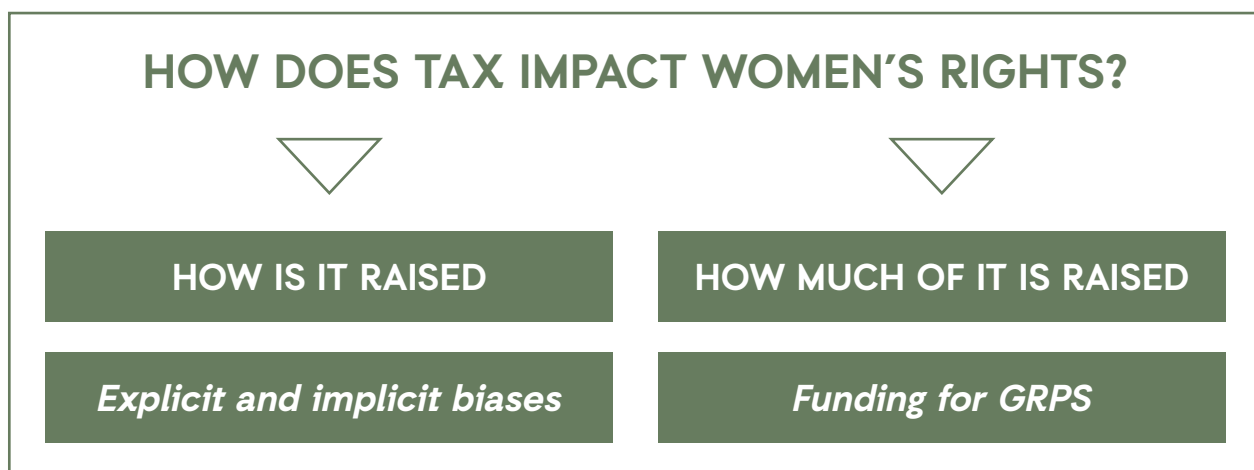 HOW DOES TAX IMPACT WOMEN'S RIGHTS?
HOW IS IT RAISED
HOW MUCH OF IT IS RAISED
Explicit and implicit biases
Funding for GRPS